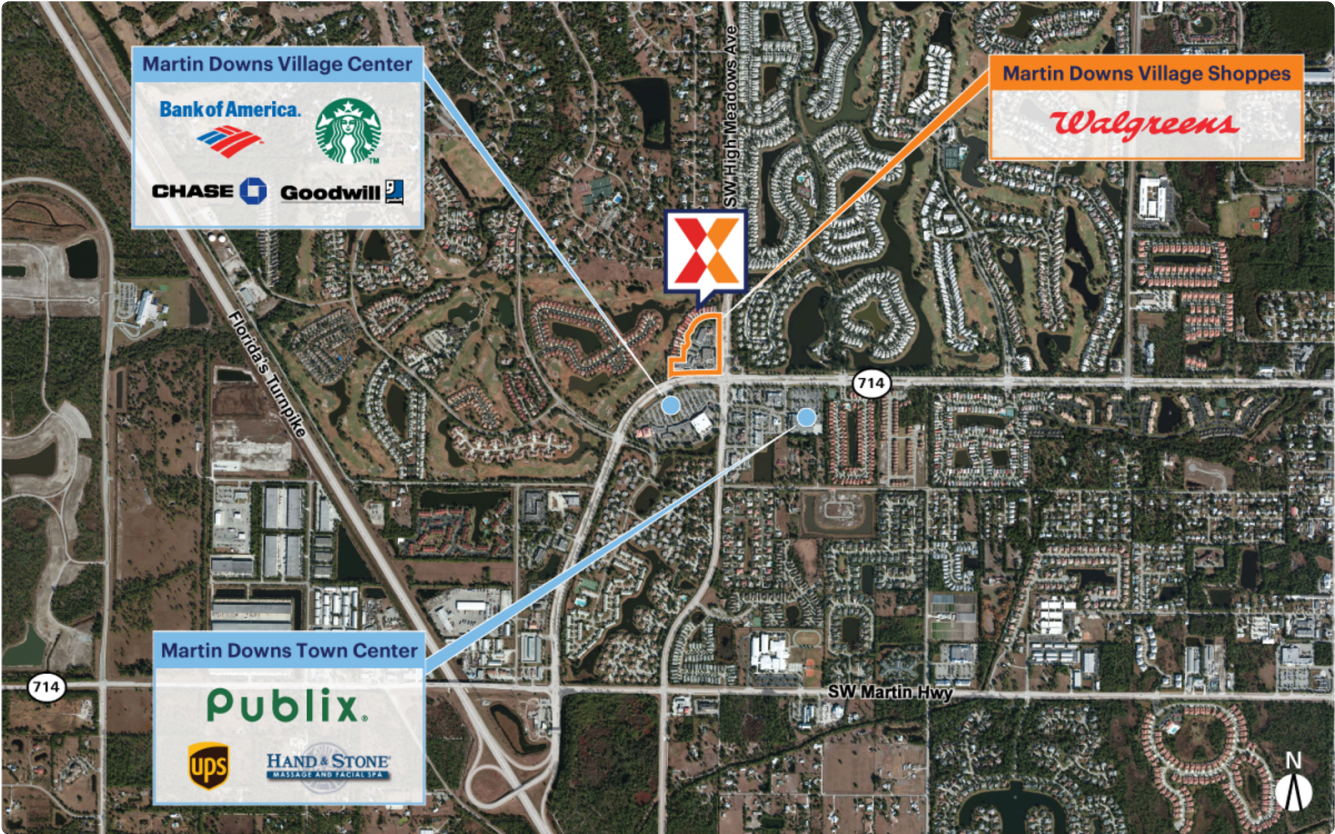 Martin Downs Village Center
Bank of America.
TM
CHASE
Goodwill
SW High Meadows Ave
Martin Downs Village Shoppes
Walgreens
Florida's Turnpike
714
Martin Downs Town Center
Publix.
ups
HAND & STONE
MASSAGE AND FACIAL SPA
714
SW Martin Hwy
N